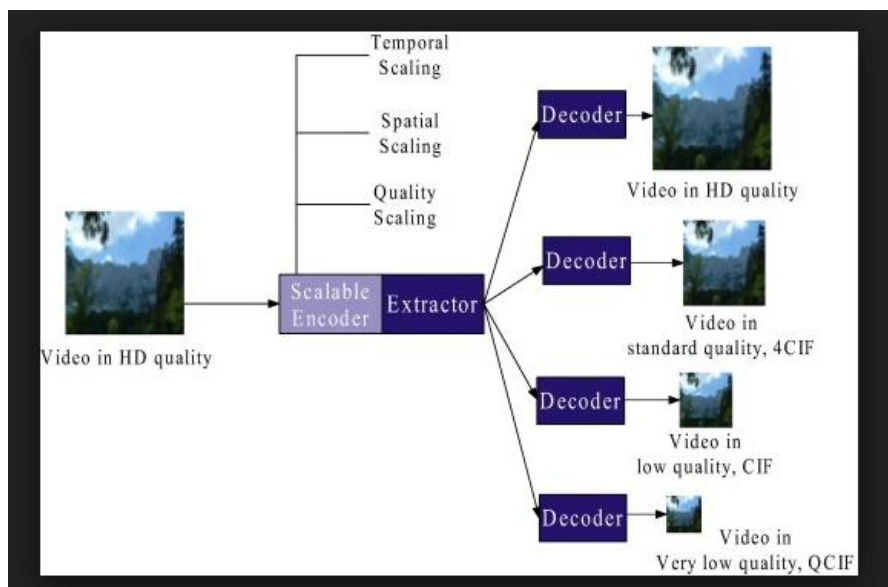 Temporal
Scaling
Spatial
Scaling
Quality
Scaling
Video in HD quality
Scalable
Encoder
Extractor
Decoder
Video in HD quality
Decoder
Video in
standard quality, 4CIF
Decoder
Video in
low quality, CIF
Decoder
Video in
Very low quality, QCIF